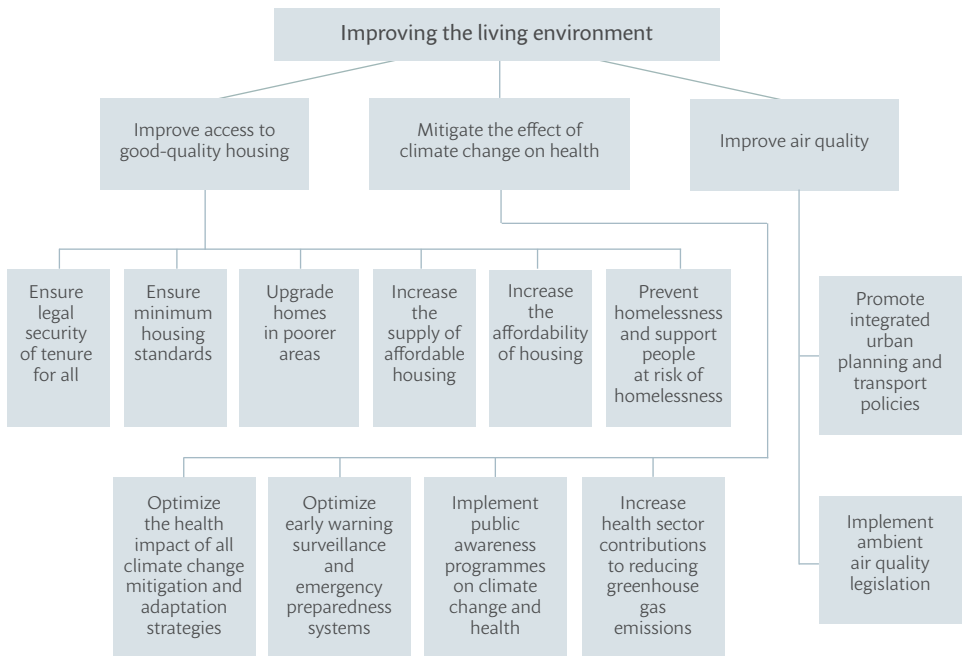 Improving the living environment
Improve access to
good-quality housing
Mitigate the effect of
climate change on health
Improve air quality
Ensure
legal
security
of tenure
for all
Ensure
minimum
housing
standards
Upgrade
homes
in poorer
areas
Increase
the
supply of
affordable
housing
Increase
the
affordability
of housing
Prevent
homelessness
and support
people
at risk of
homelessness
Promote
integrated
urban
planning and
transport
policies
Optimize
the health
impact of all
climate change
mitigation and
adaptation
strategies
Optimize
early warning
surveillance
and
emergency
preparedness
systems
Implement
public
awareness
programmes
on climate
change and
health
Increase
health sector
contributions
to reducing
greenhouse
gas
emissions
Implement
ambient
air quality
legislation